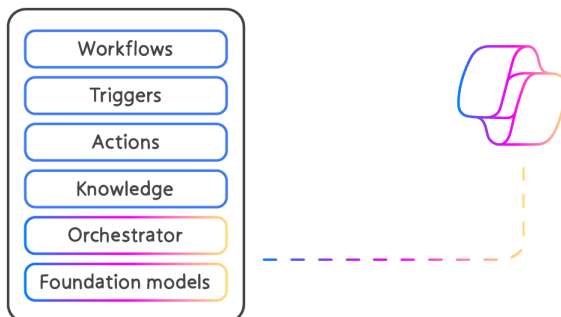 Workflows
Triggers
Actions
Knowledge
Orchestrator
Foundation models